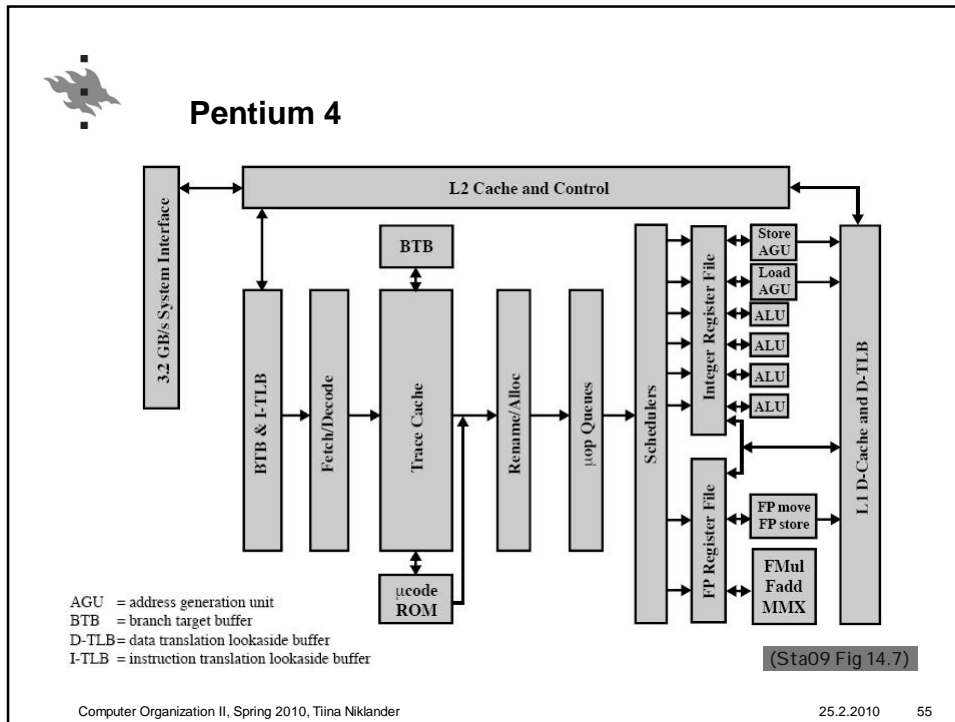 Pentium 4
L2 Cache and Control
3.2 GB/s System Interface
BTB
BTB & I-TLB
Fetch/Decode
Trace Cache
µcode
ROM
Rename/Alloc
µop Queues
Schedulers
Integer Register File
FP Register File
Store
AGU
Load
AGU
ALU
ALU
ALU
ALU
FP move
FP store
FMul
Fadd
MMX
L1 D-Cache and D-TLB
AGU = address generation unit
BTB = branch target buffer
D-TLB= data translation lookaside buffer
I-TLB = instruction translation lookaside buffer
(Sta09 Fig 14.7)
Computer Organization II, Spring 2010, Tiina Niklander
25.2.2010 55